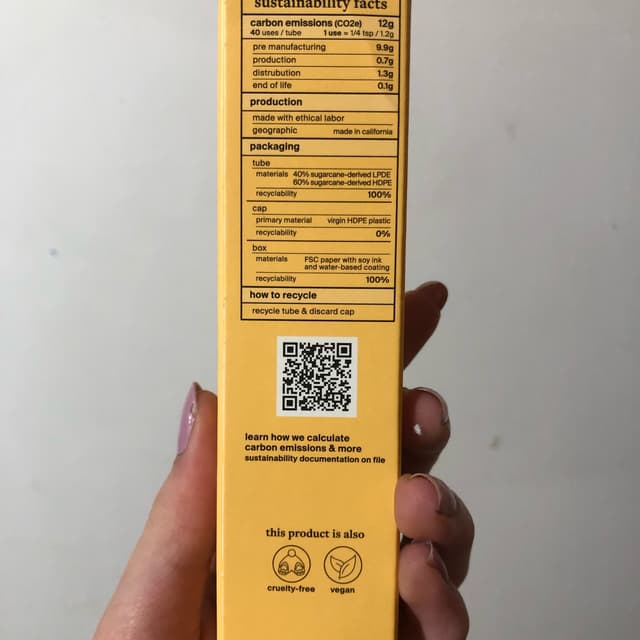 sustainability facts
carbon emissions (CO2e) 12g
40 uses / tube 1 use = 1/4 tsp / 1.2g
pre manufacturing 9.9g
production 0.7g
distrubution 1.3g
end of life 0.1g
production
made with ethical labor
geographic made in california
packaging
tube
materials 40% sugarcane-derived LPDE
60% sugarcane-derived HDPE
recyclability 100%
cap
primary material virgin HDPE plastic
recyclability 0%
box
materials FSC paper with soy ink
and water-based coating
recyclability 100%
how to recycle
recycle tube & discard cap
learn how we calculate
carbon emissions & more
sustainability documentation on file
this product is also
cruelty-free vegan